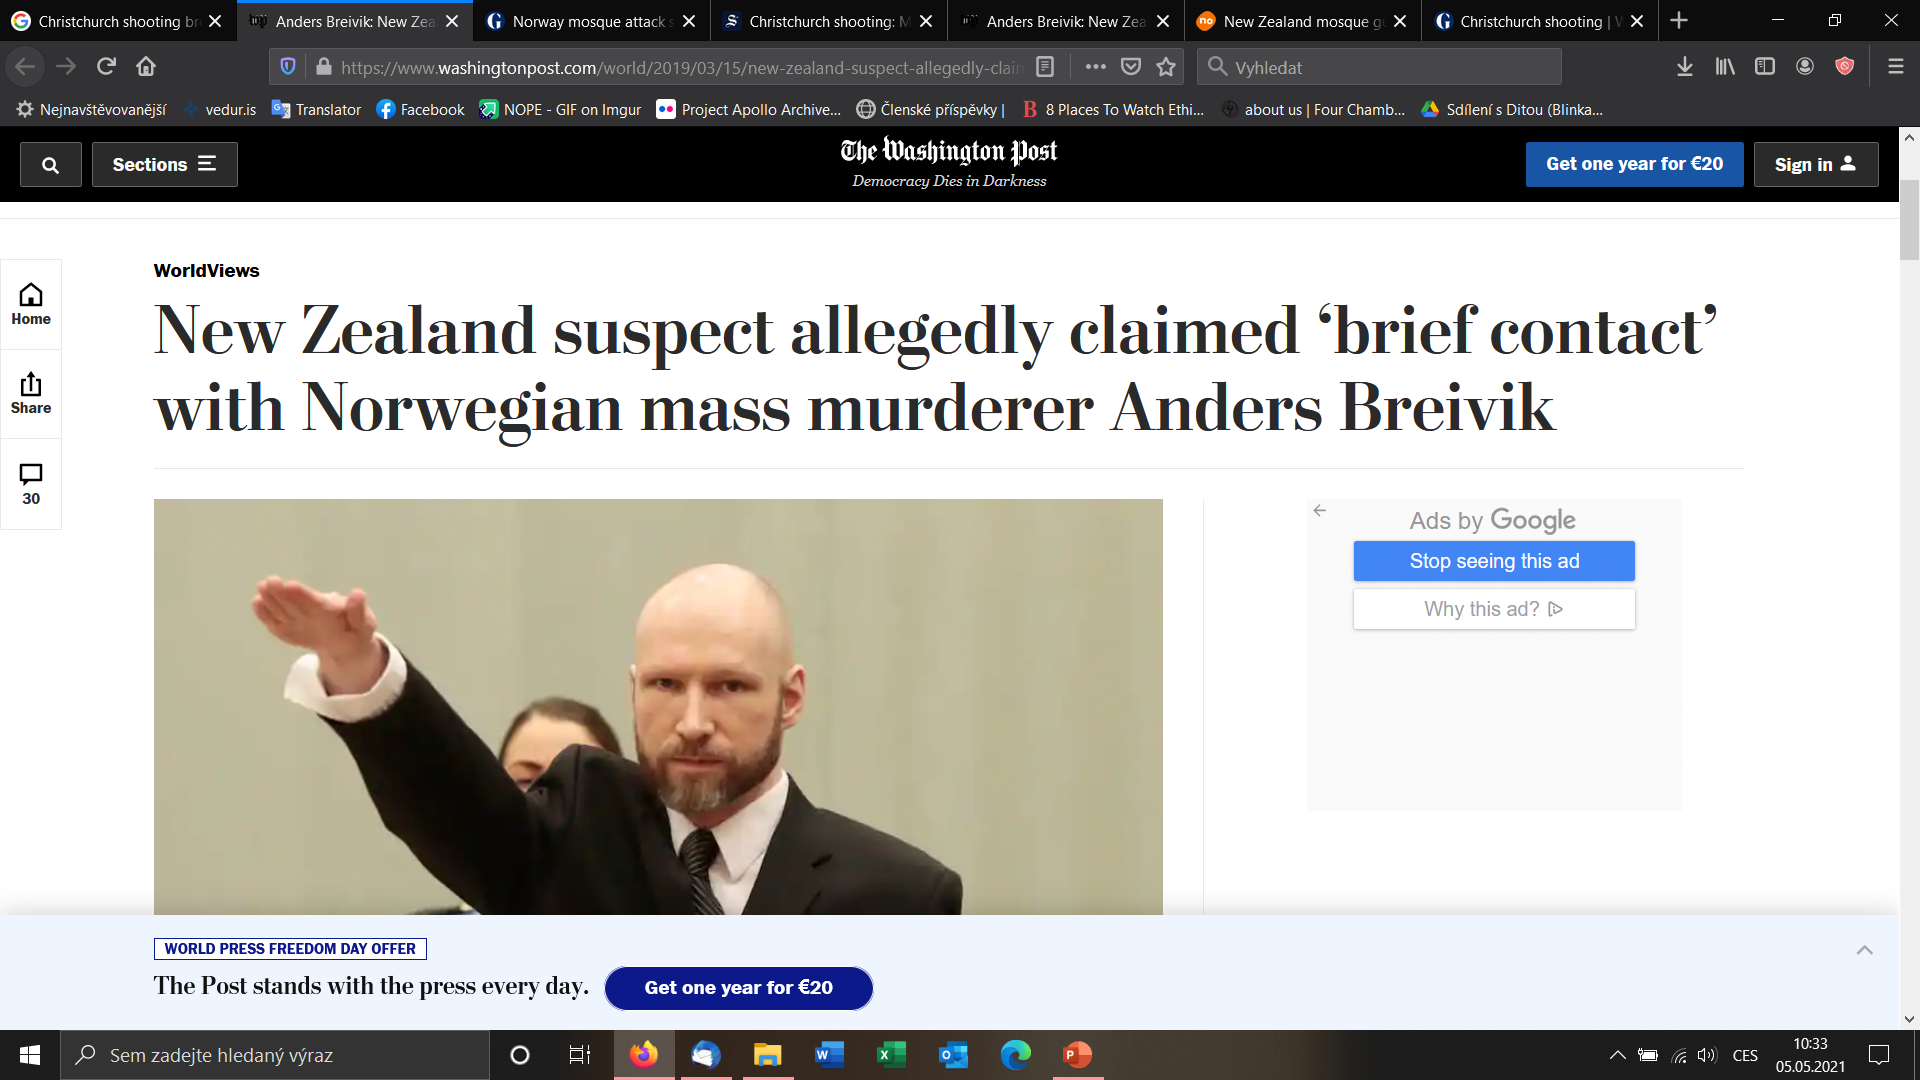 Christchurch shooting br
Anders Breivik: New Zea
Norway mosque attack s
Christchurch shooting: M
Anders Breivik: New Zea
New Zealand mosque g
Christchurch shooting |
https://www.washingtonpost.com/world/2019/03/15/new-zealand-suspect-allegedly-clain
Vyhledat
Nejnavštěvovanější
vedur.is
Translator
Facebook
NOPE - GIF on Imgur
Project Apollo Archive...
Členské příspěvky |
8 Places To Watch Ethi...
about us | Four Chamb...
Sdílení s Ditou (Blinka...
Sections
The Washington Post
Democracy Dies in Darkness
Get one year for €20
Sign in
WorldViews
New Zealand suspect allegedly claimed ‘brief contact’
with Norwegian mass murderer Anders Breivik
Home
Share
30
Ads by Google
Stop seeing this ad
Why this ad?
WORLD PRESS FREEDOM DAY OFFER
The Post stands with the press every day.
Get one year for €20
Sem zadejte hledaný výraz
CES
10:33
05.05.2021